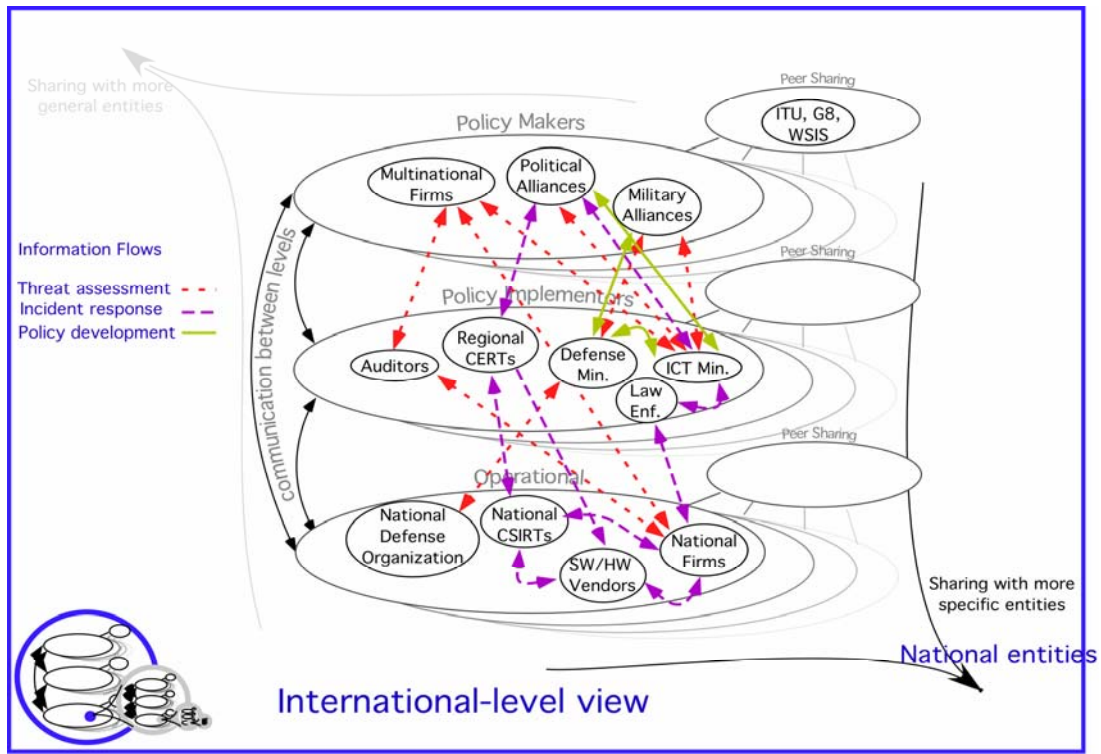 Sharing with more
general entities
Peer Sharing
ITU, G8,
WSIS
Policy Makers
Multinational
Firms
Political
Alliances
Military
Alliances
Information Flows
Threat assessment
Incident response
Policy development
communication between levels
Peer Sharing
Policy Implementors
Auditors
Regional
CERTs
Defense
Min.
ICT Min.
Law
Enf.
Peer Sharing
Operational
National
Defense
Organization
National
CSIRTs
SW/HW
Vendors
National
Firms
Sharing with more
specific entities
National entities
International-level view